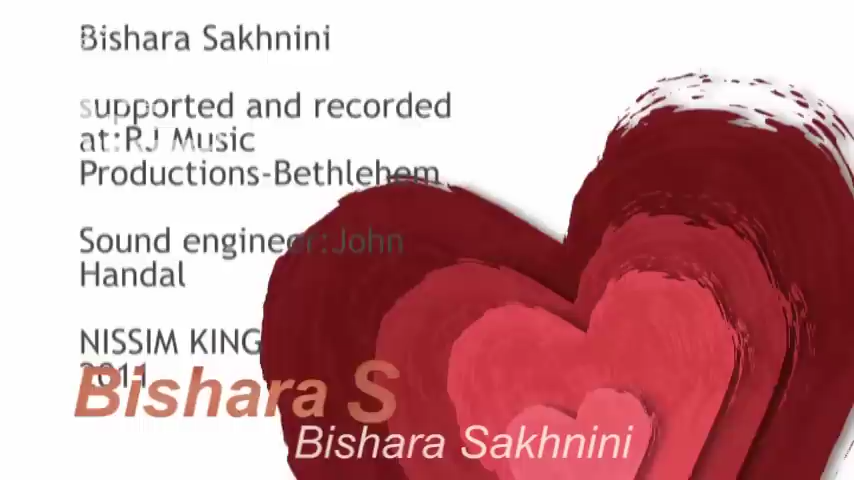 Bishara Sakhnini
supported and recorded
at:RJ Music
Productions-Bethlehem
Sound engineer:John
Handal
NISSIM KING
2011
Bishara S
Bishara Sakhnini